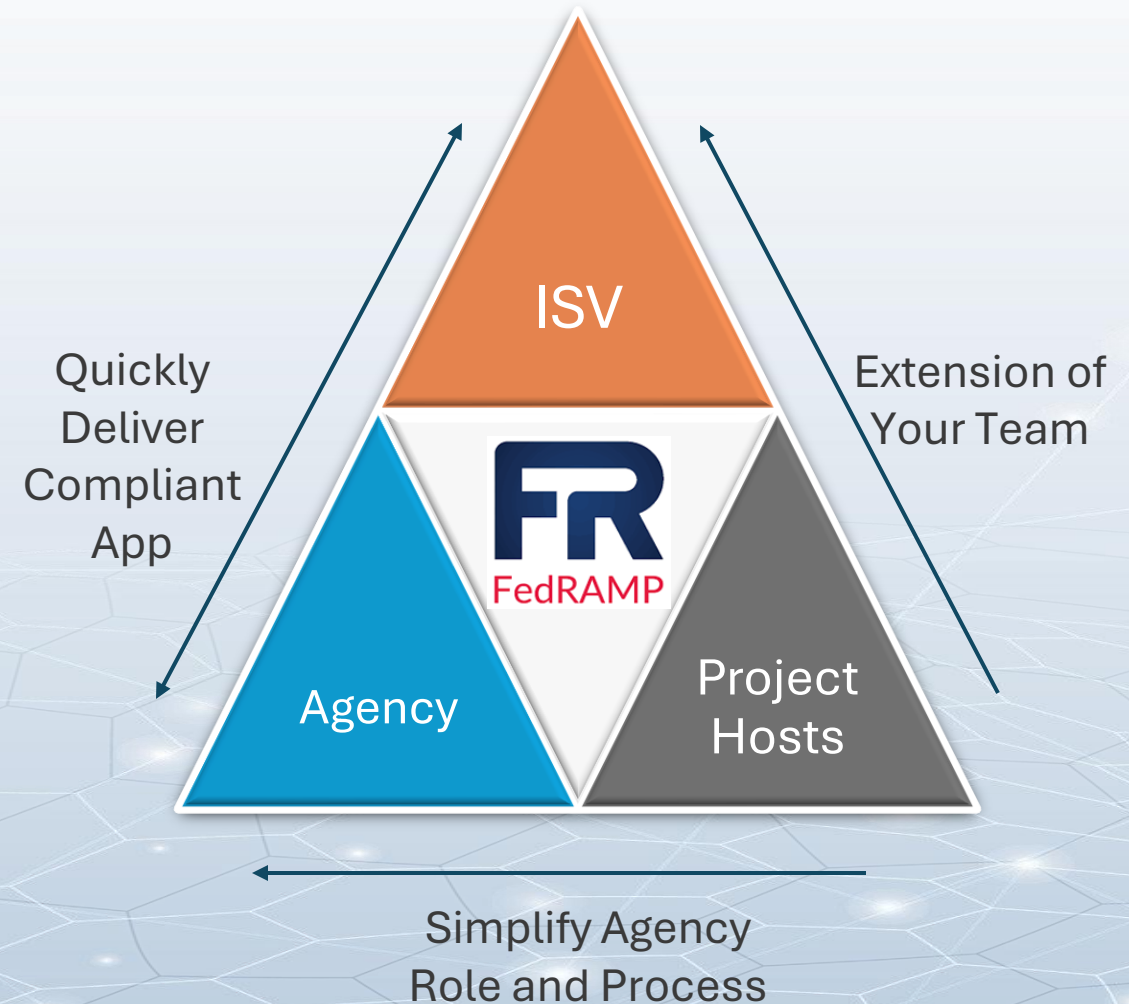 ISV
Quickly
Deliver
Compliant
App
Extension of
Your Team
FR
FedRAMP
Agency
Project
Hosts
Simplify Agency
Role and Process